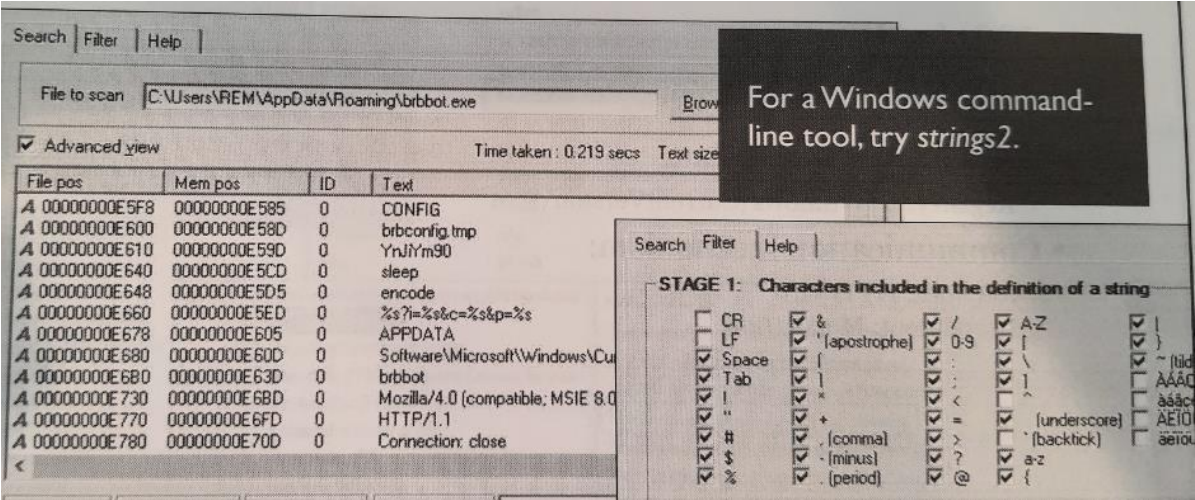 Search Filter Help
File to scan C:\Users\REM\AppData\Roaming\brbbot.exe Brow
Advanced view Time taken : 0.219 secs Text size
File pos Mem pos ID Text
A 00000000E5F8 00000000E585 0 CONFIG
A 00000000E600 00000000E58D 0 brbconfig.tmp
A 00000000E610 00000000E59D 0 YnJiYm90
A 00000000E640 00000000E5CD 0 sleep
A 00000000E648 00000000E5D5 0 encode
A 00000000E660 00000000E5ED 0 %s?i=%s&c=%s&p=%s
A 00000000E678 00000000E605 0 APPDATA
A 00000000E680 00000000E60D 0 Software\Microsoft\Windows\Cu
A 00000000E6B0 00000000E63D 0 brbbot
A 00000000E730 00000000E6BD 0 Mozilla/4.0 (compatible; MSIE 8.0
A 00000000E770 00000000E6FD 0 HTTP/1.1
A 00000000E780 00000000E70D 0 Connection: close
<
For a Windows command-
line tool, try strings2.
Search Filter Help
STAGE 1: Characters included in the definition of a string
CR & / A-Z |
LF ' (apostrophe) 0-9 [ }
Space ( : \ ~ (tild
Tab ) ; ] ÀÁÂÃ
! * < ^ àáâã
" + = _ (underscore) ÄËÏÖ
# , (comma) > ` (backtick) äëïöü
$ - (minus) ? a-z
% . (period) @ {